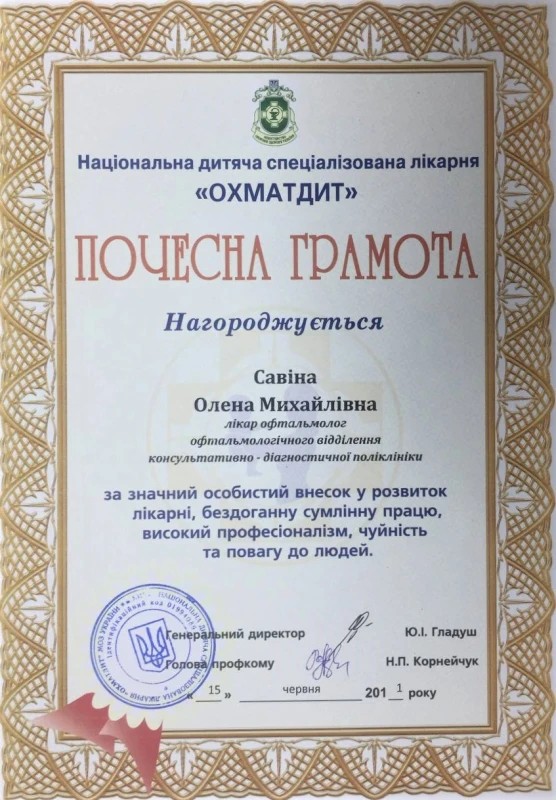 Національна дитяча спеціалізована лікарня
«ОХМАТДИТ»
ПОЧЕСНА ГРАМОТА
Нагороджується
Савіна
Олена Михайлівна
лікар офтальмолог
офтальмологічного відділення
консультативно - діагностичної поліклініки
за значний особистий внесок у розвиток
лікарні, бездоганну сумлінну працю,
високий професіоналізм, чуйність
та повагу до людей.
Генеральний директор Ю.І. Гладуш
Голова профкому Н.П. Корнейчук
« 15 » червня 201 1 року